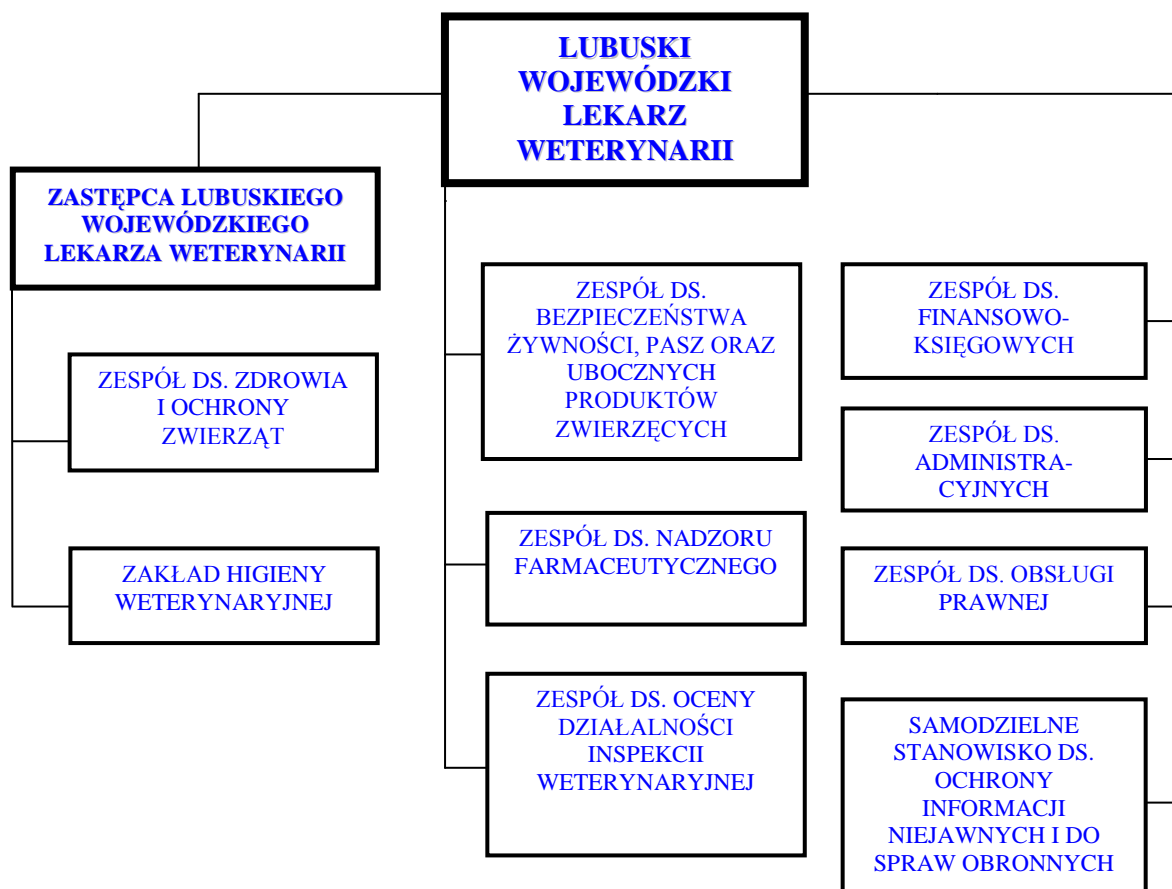 LUBUSKI
WOJEWÓDZKI
LEKARZ
WETERYNARII
ZASTĘPCA LUBUSKIEGO
WOJEWÓDZKIEGO
LEKARZA WETERYNARII
ZESPÓŁ DS. ZDROWIA
I OCHRONY
ZWIERZĄT
ZAKŁAD HIGIENY
WETERYNARYJNEJ
ZESPÓŁ DS.
BEZPIECZEŃSTWA
ŻYWNOŚCI, PASZ ORAZ
UBOCZNYCH
PRODUKTÓW
ZWIERZĘCYCH
ZESPÓŁ DS. NADZORU
FARMACEUTYCZNEGO
ZESPÓŁ DS. OCENY
DZIAŁALNOŚCI
INSPEKCII
WETERYNARYJNEJ
ZESPÓŁ DS.
FINANSOWO-
KSIĘGOWYCH
ZESPÓŁ DS.
ADMINISTRA-
CYJNYCH
ZESPÓŁ DS. OBSŁUGI
PRAWNEJ
SAMODZIELNE
STANOWISKO DS.
OCHRONY
INFORMACJI
NIEJAWNYCH I DO
SPRAW OBRONNYCH